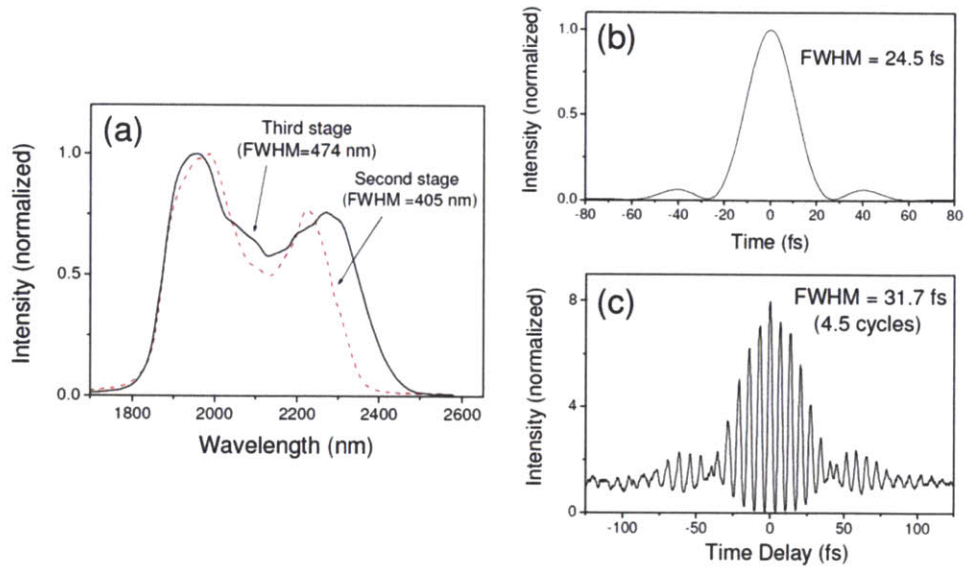 (a)
Third stage
(FWHM=474 nm)
Second stage
(FWHM =405 nm)
1.0
0.5
0.0
1800 2000 2200 2400 2600
Intensity (normalized)
Wavelength (nm)
(b)
FWHM = 24.5 fs
1.0
0.5
0
-80 -60 -40 -20 0 20 40 60 80
Intensity (normalized)
Time (fs)
(c)
FWHM = 31.7 fs
(4.5 cycles)
8
4
0
-100 -50 0 50 100
Intensity (normalized)
Time Delay (fs)